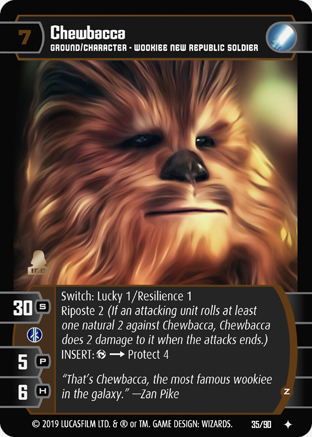 7 Chewbacca
GROUND/CHARACTER - WOOKIEE NEW REPUBLIC SOLDIER
30 S
5 P
6 H
Switch: Lucky 1/Resilience 1
Riposte 2 (If an attacking unit rolls at least
one natural 2 against Chewbacca, Chewbacca
does 2 damage to it when the attacks ends.)
INSERT: → Protect 4
“That's Chewbacca, the most famous wookiee
in the galaxy.” —Zan Pike
Z
© 2019 LUCASFILM LTD. & ® or TM. GAME DESIGN: WIZARDS. 35/90